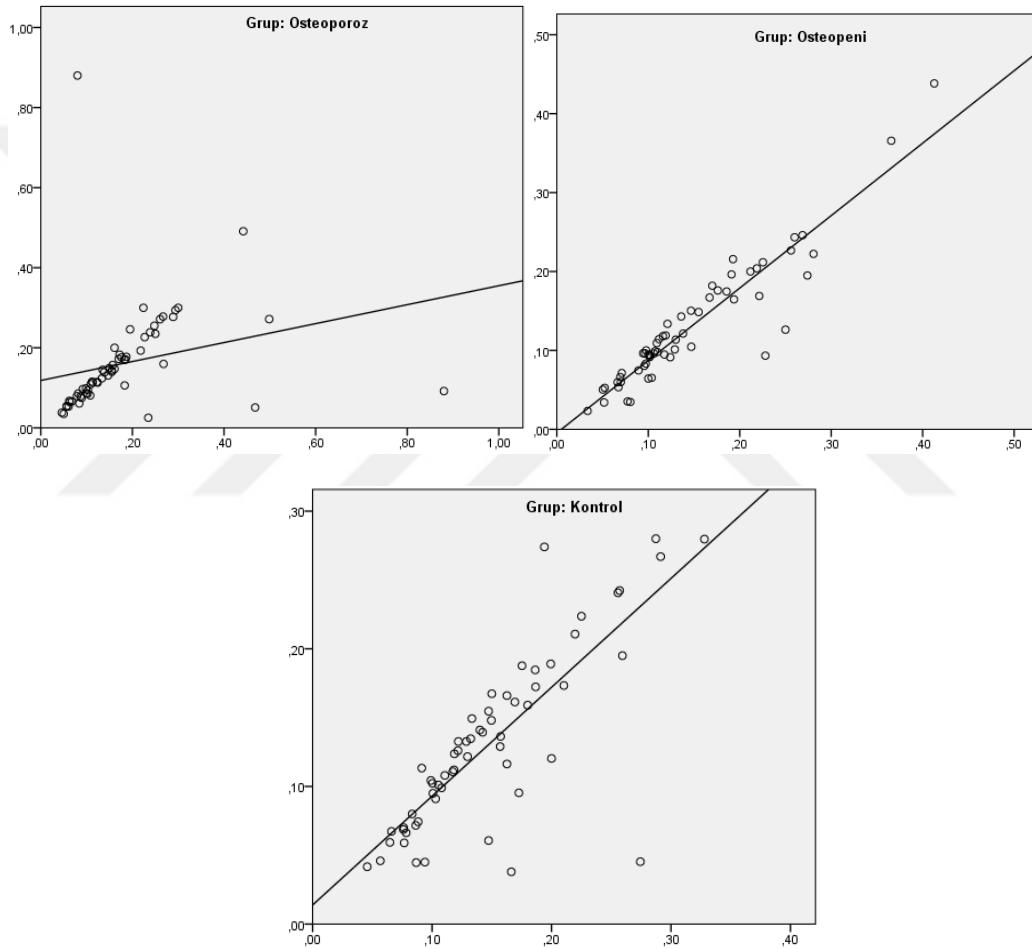 Grup: Osteoporoz
1,00
,80
,60
,40
,20
,00
,00 ,20 ,40 ,60 ,80 1,00
Grup: Osteopeni
,50
,40
,30
,20
,10
,00
,00 ,10 ,20 ,30 ,40 ,50
Grup: Kontrol
,30
,20
,10
,00
,00 ,10 ,20 ,30 ,40